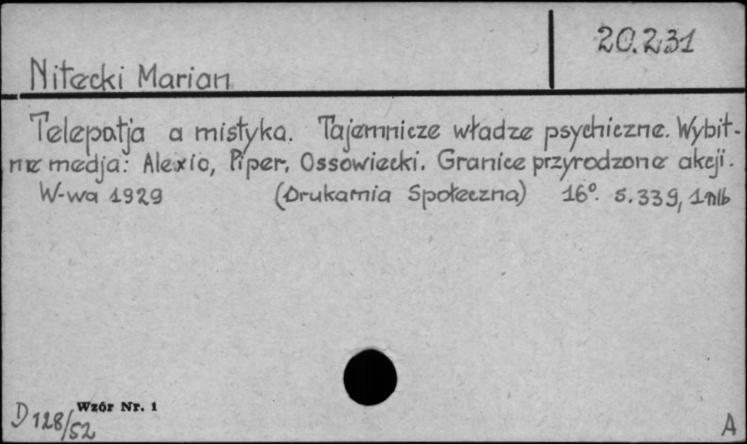 20.231
Nitecki Marian
Telepatja a mistyka. Tajemnicze władze psychiczne. Wybit-
ne medja: Alexio, Piper, Ossowiecki. Granice przyrodzone akcji.
W-wa 1929 (Drukarnia Społeczna) 16°. s. 339, 1 nlb
Wzór Nr. 1
D 128/52
A